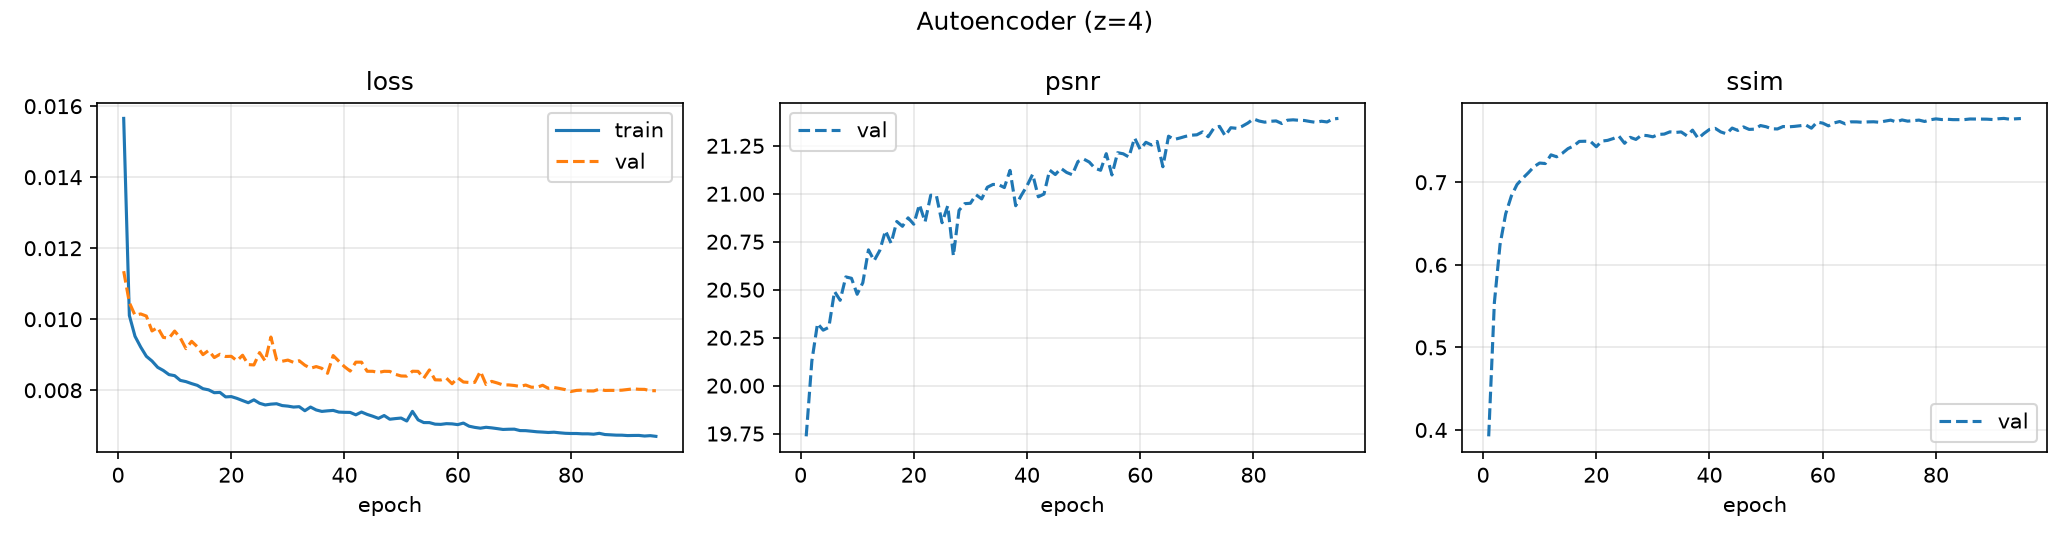 Autoencoder (z=4)
loss
0.016
0.014
0.012
0.010
0.008
0 20 40 60 80
epoch
train
val
psnr
21.25
21.00
20.75
20.50
20.25
20.00
19.75
0 20 40 60 80
epoch
val
ssim
0.7
0.6
0.5
0.4
0 20 40 60 80
epoch
val